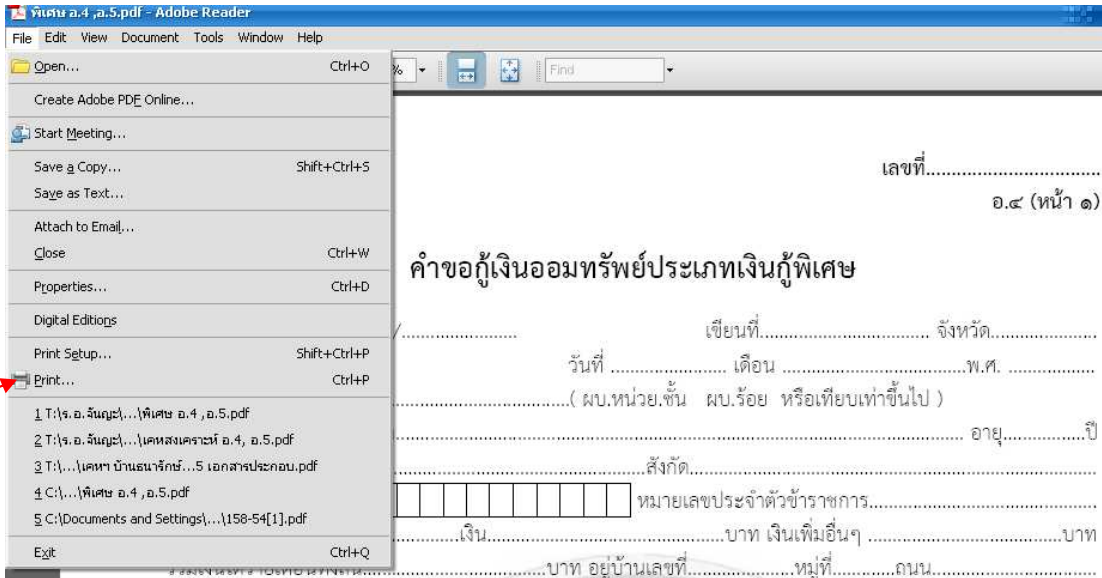 พิเศษ อ.4 ,อ.5.pdf - Adobe Reader
File Edit View Document Tools Window Help
Open... Ctrl+O
% Find
Create Adobe PDF Online...
Start Meeting...
Save a Copy... Shift+Ctrl+S
เลขที่................................
Save as Text...
อ.๔ (หน้า ๑)
Attach to Email...
Close Ctrl+W
คำขอกู้เงินออมทรัพย์ประเภทเงินกู้พิเศษ
Properties... Ctrl+D
Digital Editions
/.................... เขียนที่.............................. จังหวัด...................
Print Setup... Shift+Ctrl+P
วันที่ ..................... เดือน .................................พ.ศ. ................
Print... Ctrl+P
( ผบ.หน่วย.ชั้น ผบ.ร้อย หรือเทียบเท่าขึ้นไป )
1 T:\ร.อ.จันญะ\...\พิเศษ อ.4 ,อ.5.pdf
2 T:\ร.อ.จันญะ\...\เคหสงเคราะห์ อ.4, อ.5.pdf
อายุ...............ปี
3 T:\...\เคหฯ บ้านธนารักษ์...5 เอกสารประกอบ.pdf
สังกัด................................................
4 C:\...\พิเศษ อ.4 ,อ.5.pdf
หมายเลขประจำตัวข้าราชการ........................................
5 C:\Documents and Settings\...\158-54[1].pdf
เงิน..........................................บาท เงินเพิ่มอื่นๆ ..................................บาท
Exit Ctrl+Q
บาท อยู่บ้านเลขที่...................หมู่ที่...........ถนน...............................